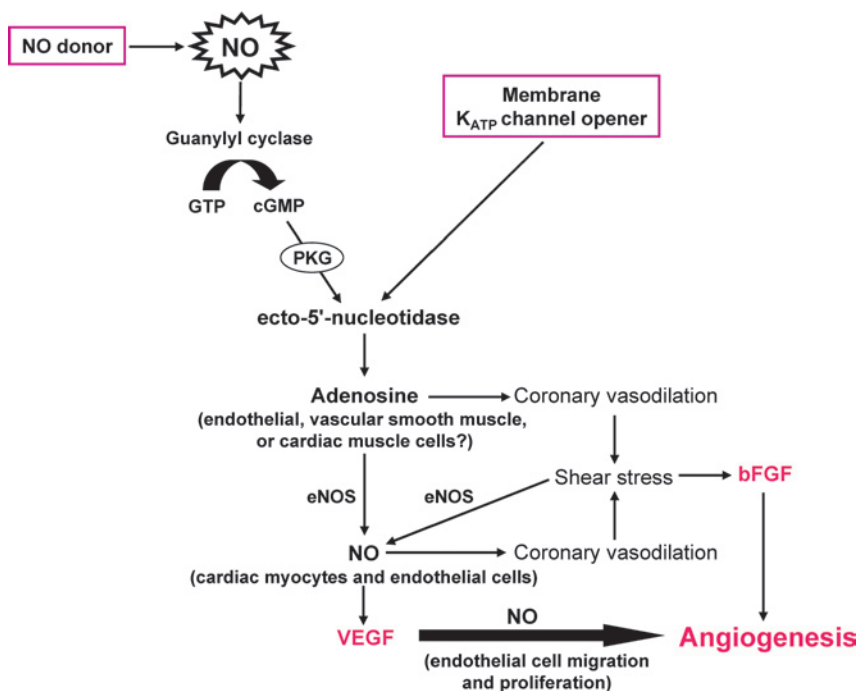 NO donor
NO
Membrane
K_ATP channel opener
Guanylyl cyclase
GTP
cGMP
PKG
ecto-5'-nucleotidase
Adenosine
Coronary vasodilation
(endothelial, vascular smooth muscle,
or cardiac muscle cells?)
Shear stress
bFGF
eNOS
eNOS
NO
Coronary vasodilation
(cardiac myocytes and endothelial cells)
VEGF
NO
Angiogenesis
(endothelial cell migration
and proliferation)